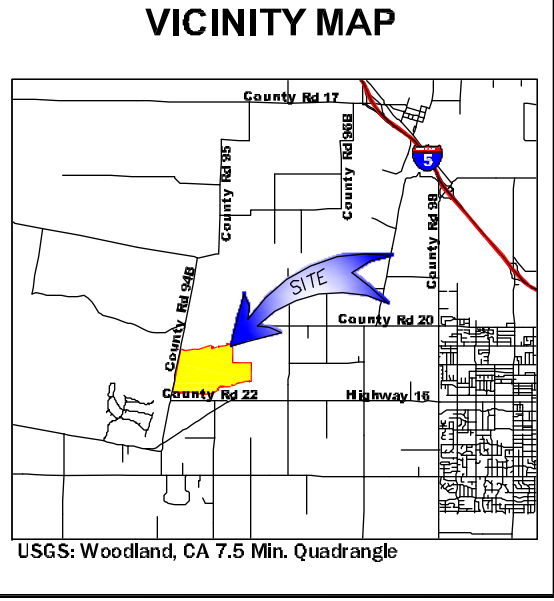 VICINITY MAP
County Rd 17
County Rd 96B
County Rd 95
5
County Rd 98
SITE
County Rd 94B
County Rd 20
County Rd 22
Highway 16
USGS: Woodland, CA 7.5 Min. Quadrangle